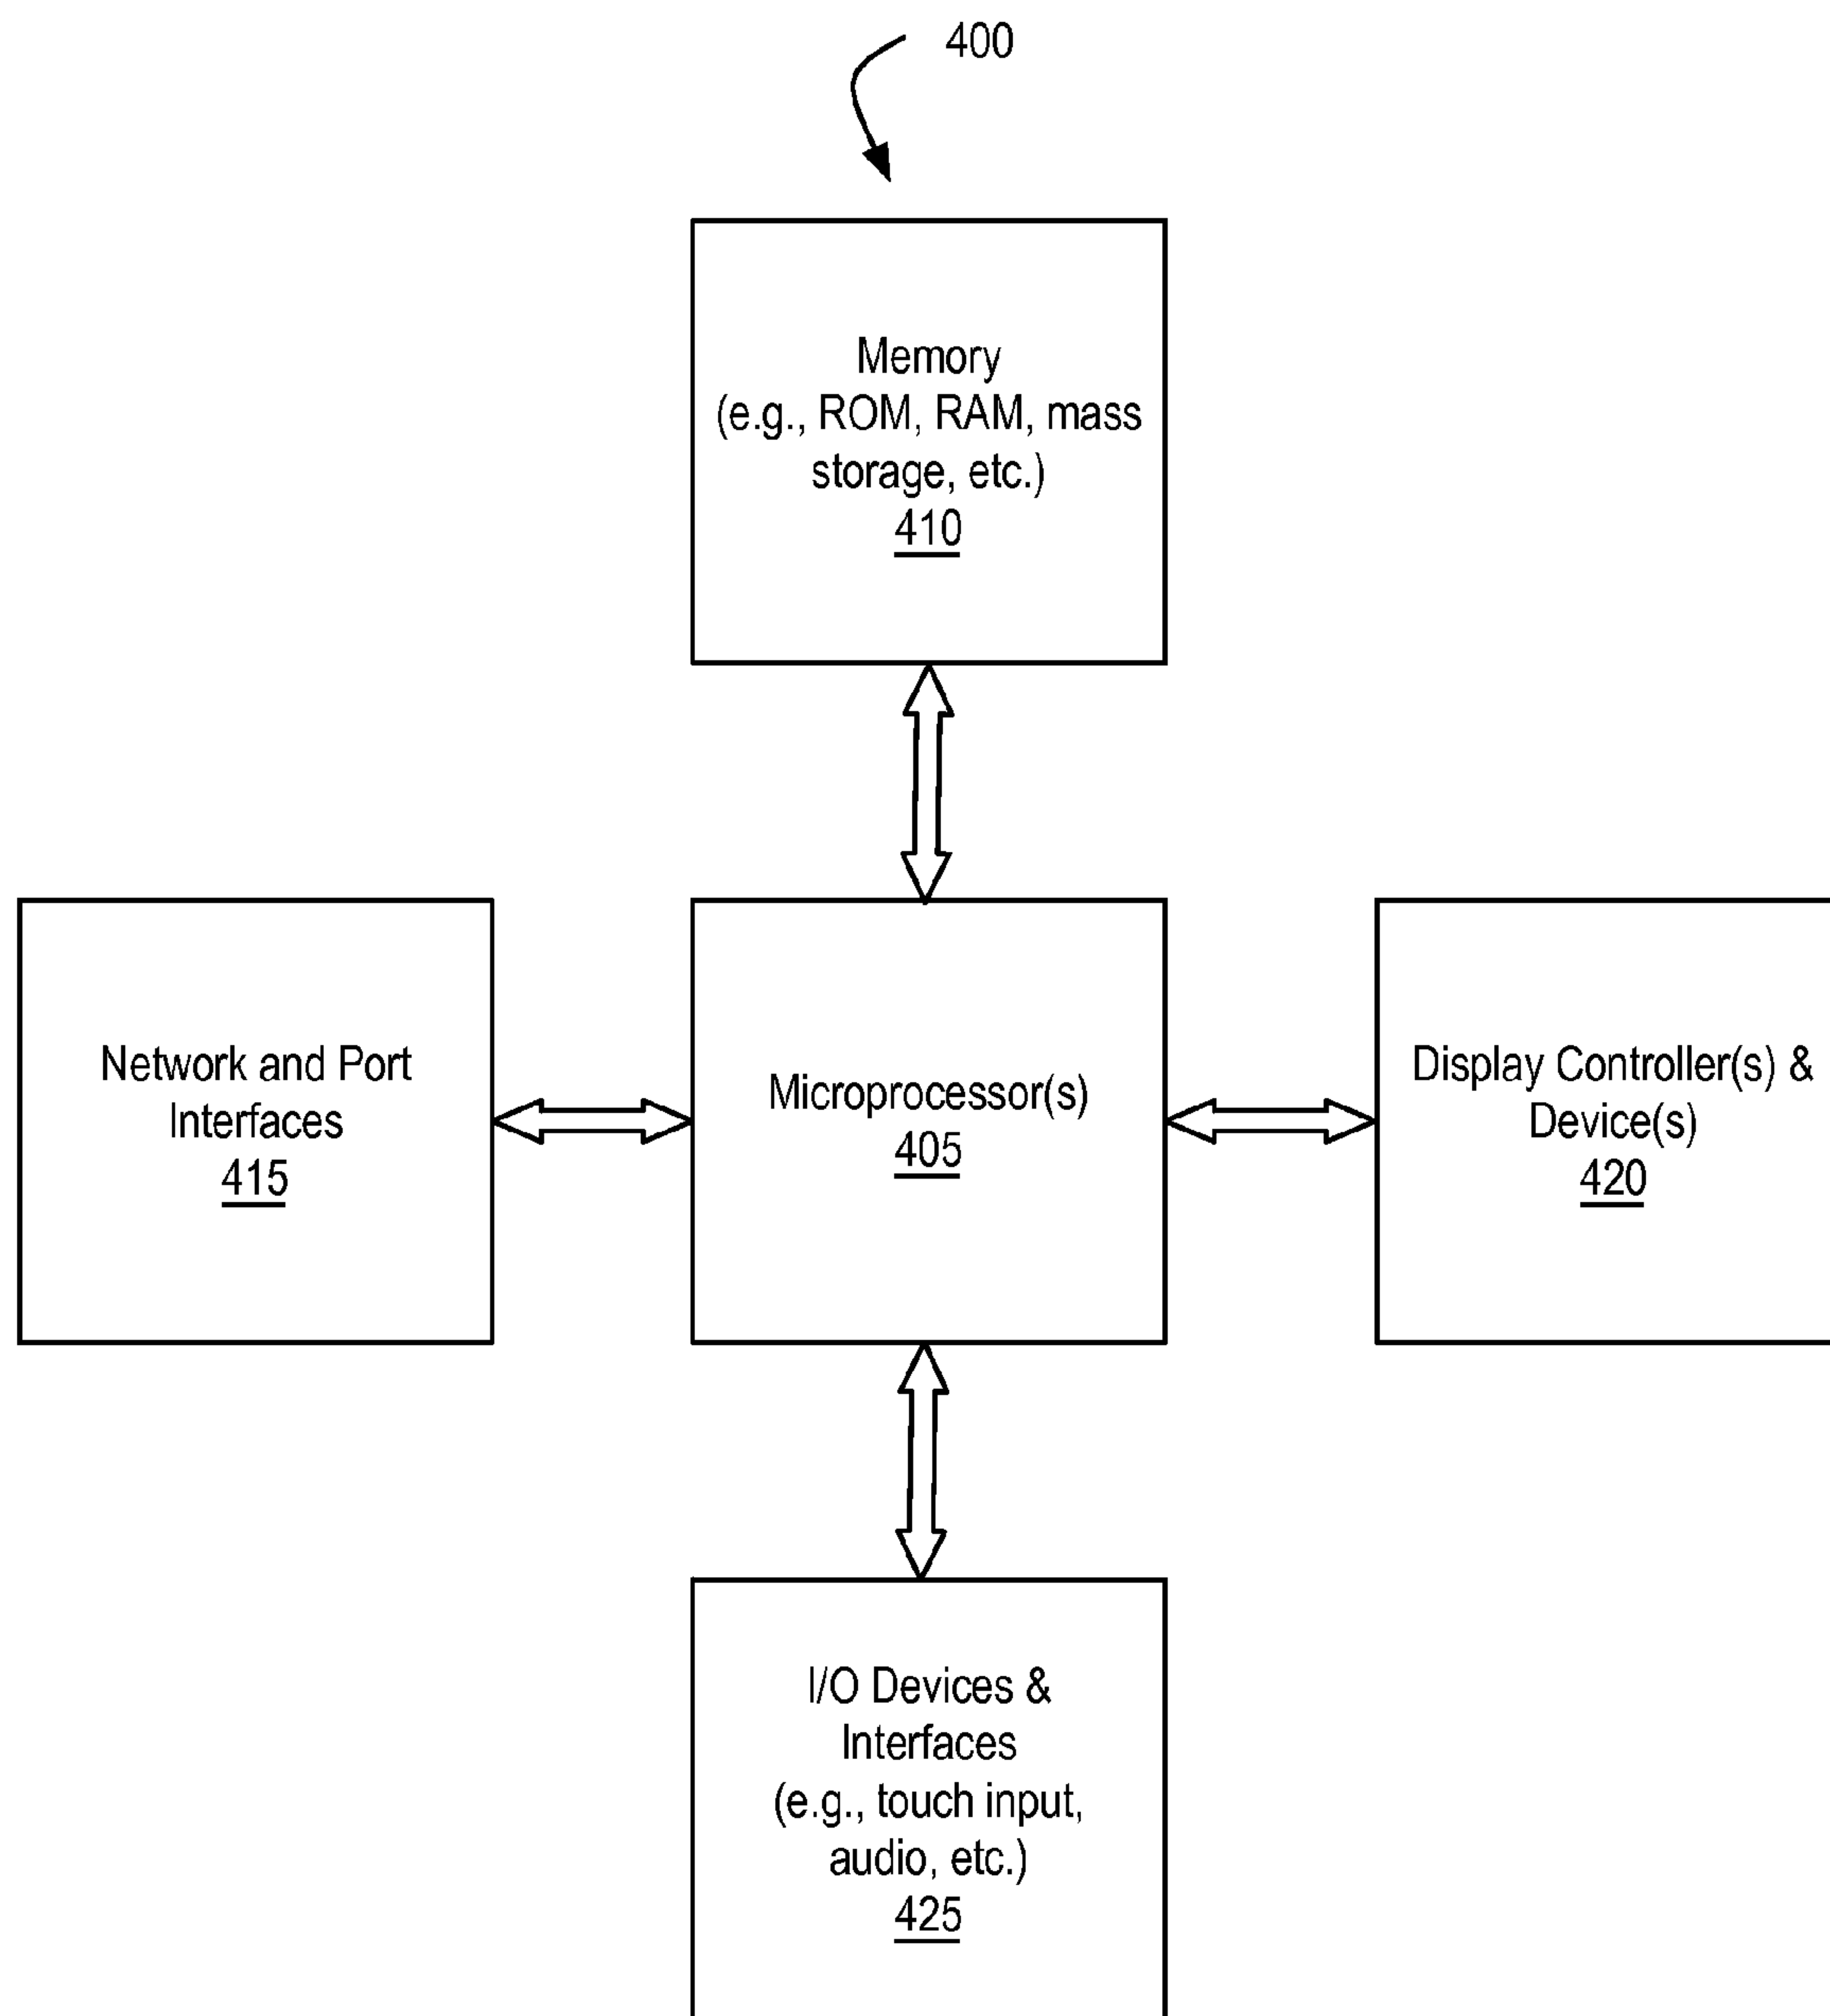 400
Memory
(e.g., ROM, RAM, mass
storage, etc.)
410
Network and Port
Interfaces
415
Microprocessor(s)
405
Display Controller(s) &
Device(s)
420
I/O Devices &
Interfaces
(e.g., touch input,
audio, etc.)
425